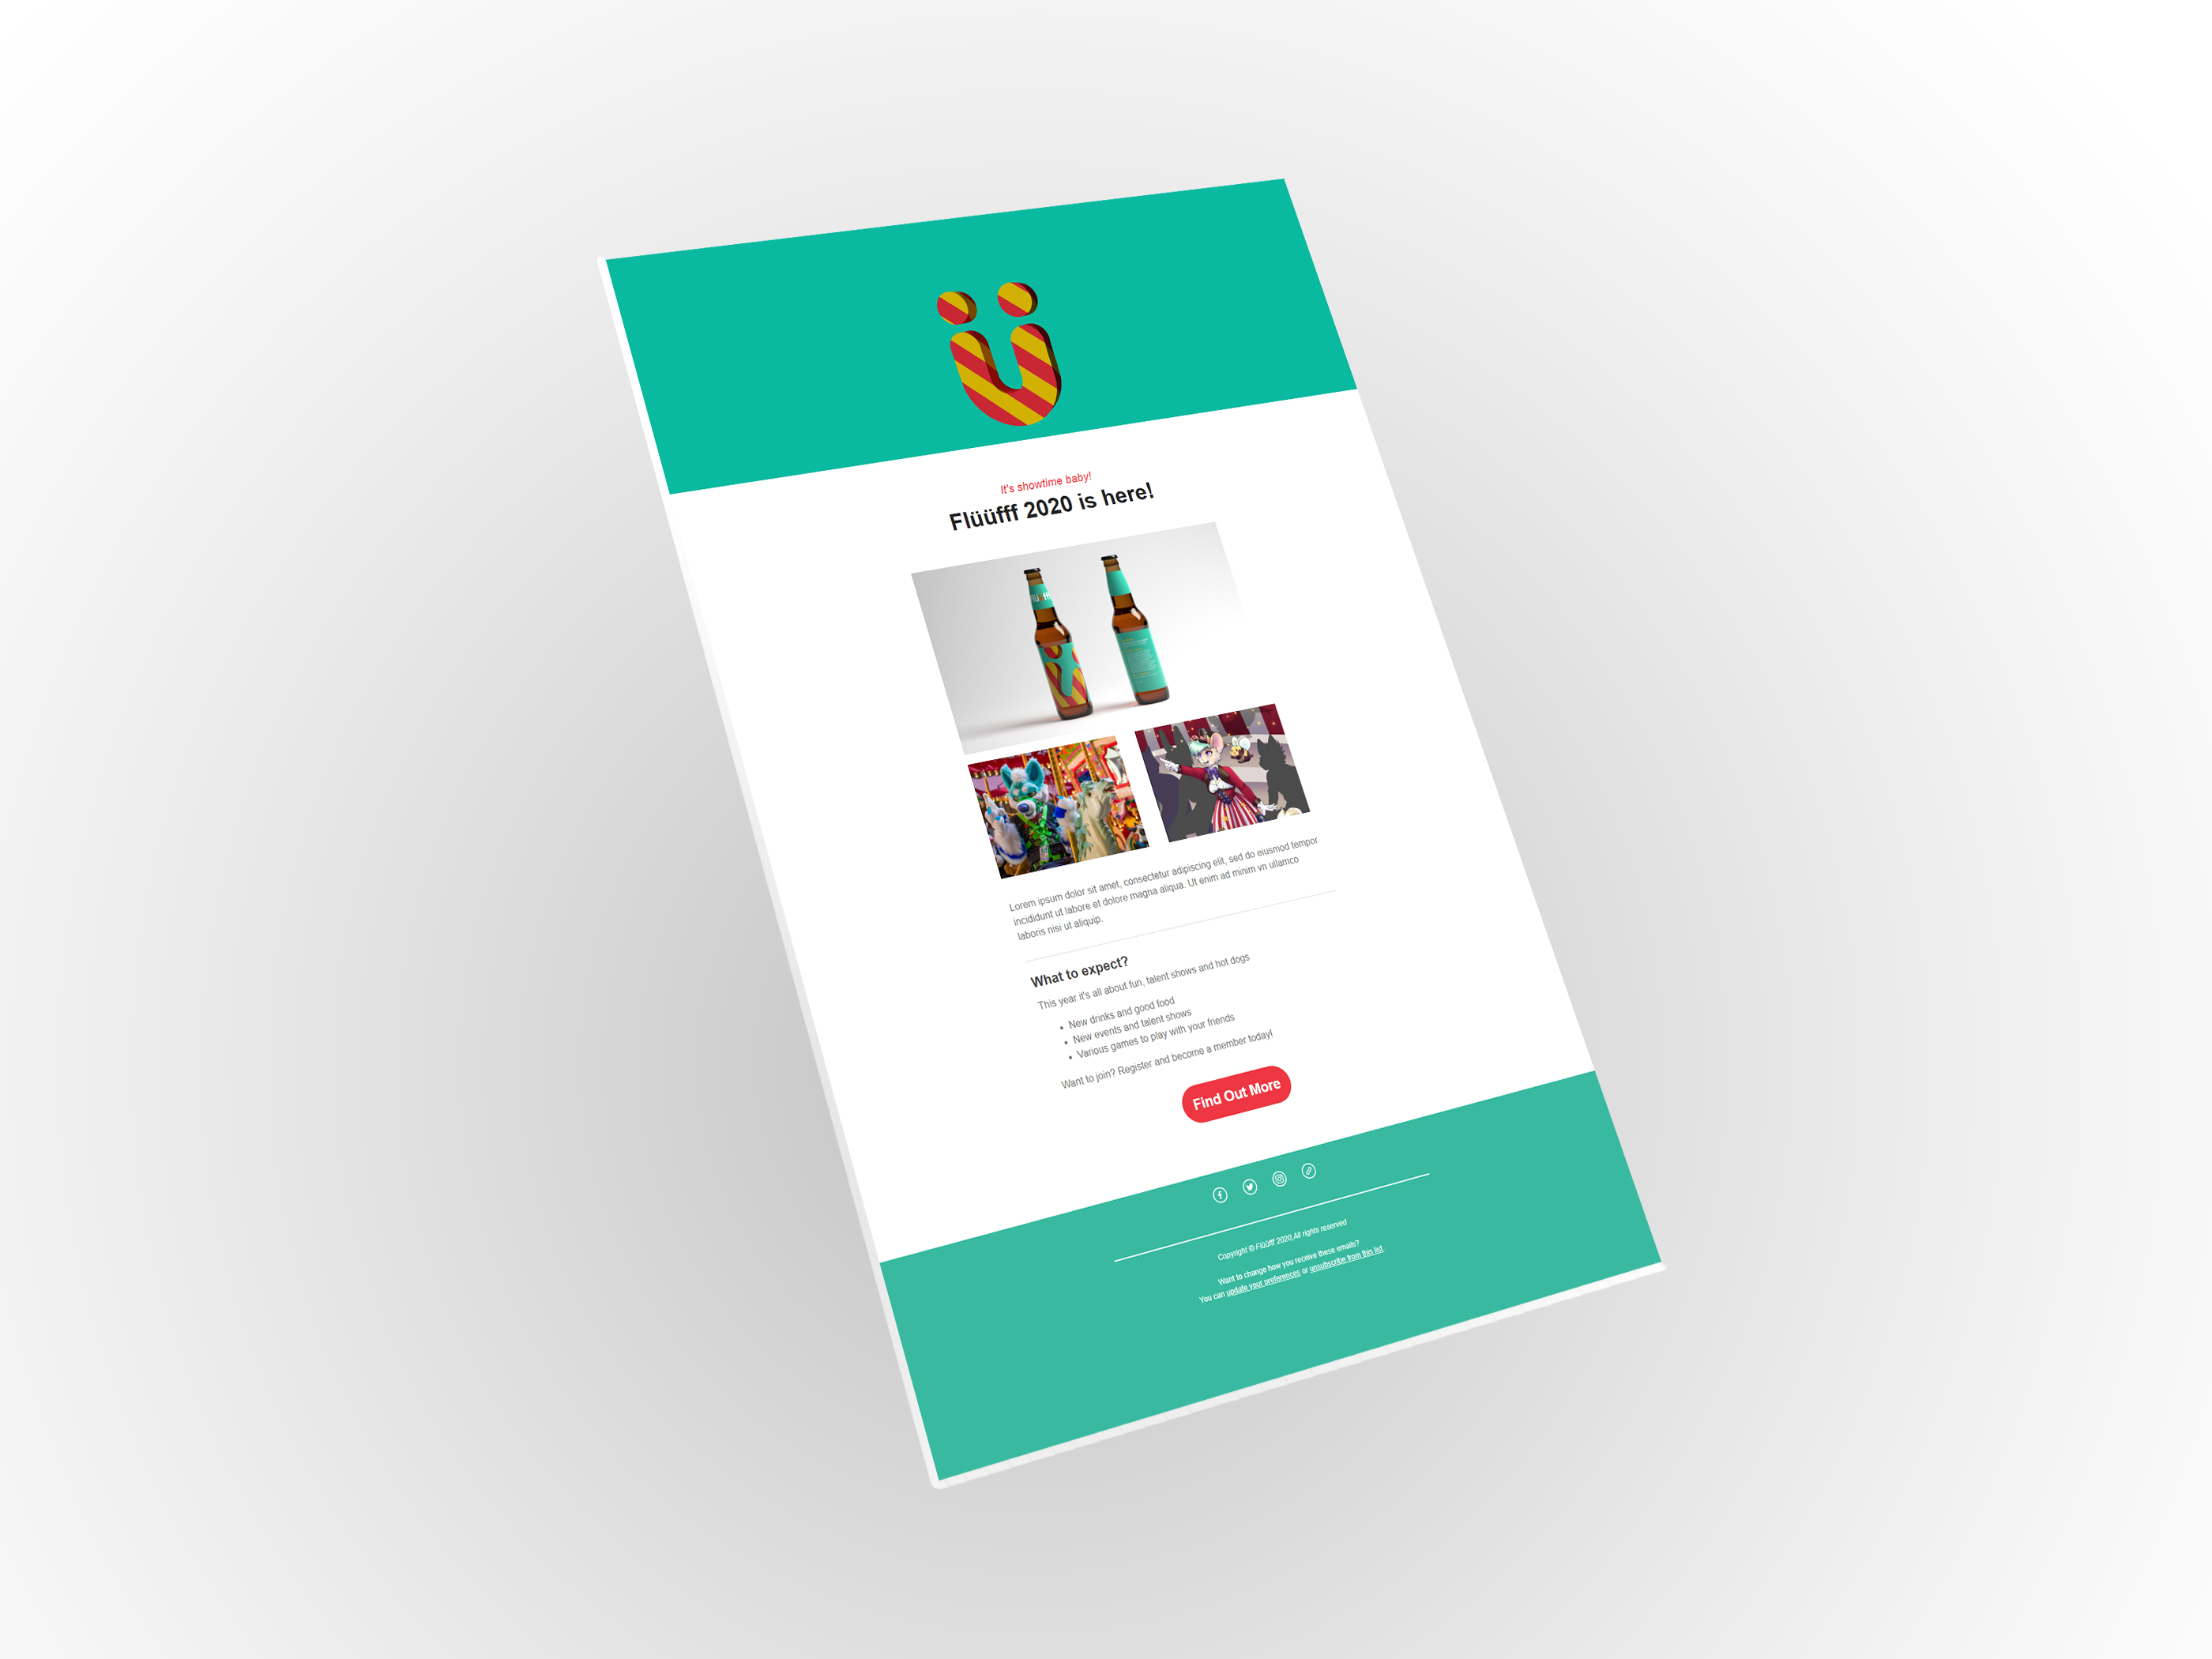 ü
It's showtime baby!
Flüüfff 2020 is here!
Lorem ipsum dolor sit amet, consectetur adipiscing elit, sed do eiusmod tempor
incididunt ut labore et dolore magna aliqua. Ut enim ad minim vn ullamco
laboris nisi ut aliquip.
What to expect?
This year it's all about fun, talent shows and hot dogs
• New drinks and good food
• New events and talent shows
• Various games to play with your friends
Want to join? Register and become a member today!
Find Out More
Copyright © Flüüfff 2020,All rights reserved
Want to change how you receive these emails?
You can update your preferences or unsubscribe from this list.